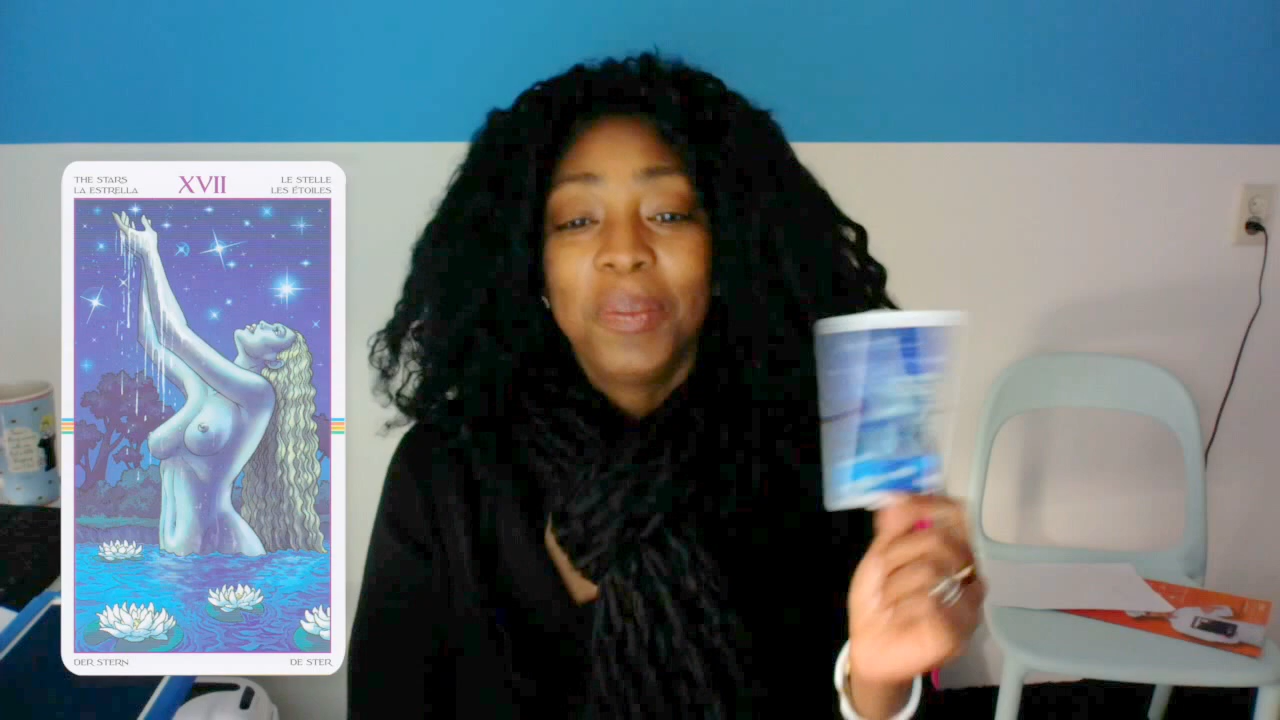 THE STARS
LA ESTRELLA
XVII
LE STELLE
LES ÉTOILES
DER STERN
DE STER